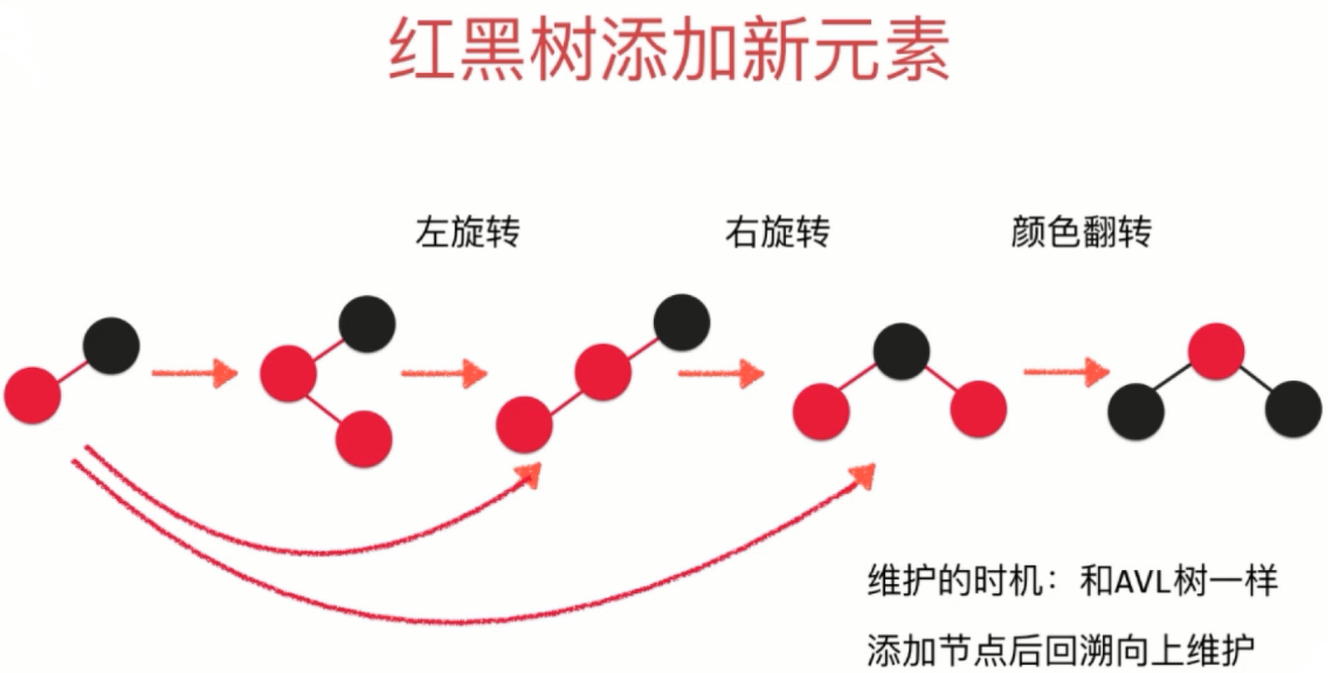 红黑树添加新元素
左旋转
右旋转
颜色翻转
维护的时机：和AVL树一样
添加节点后回溯向上维护